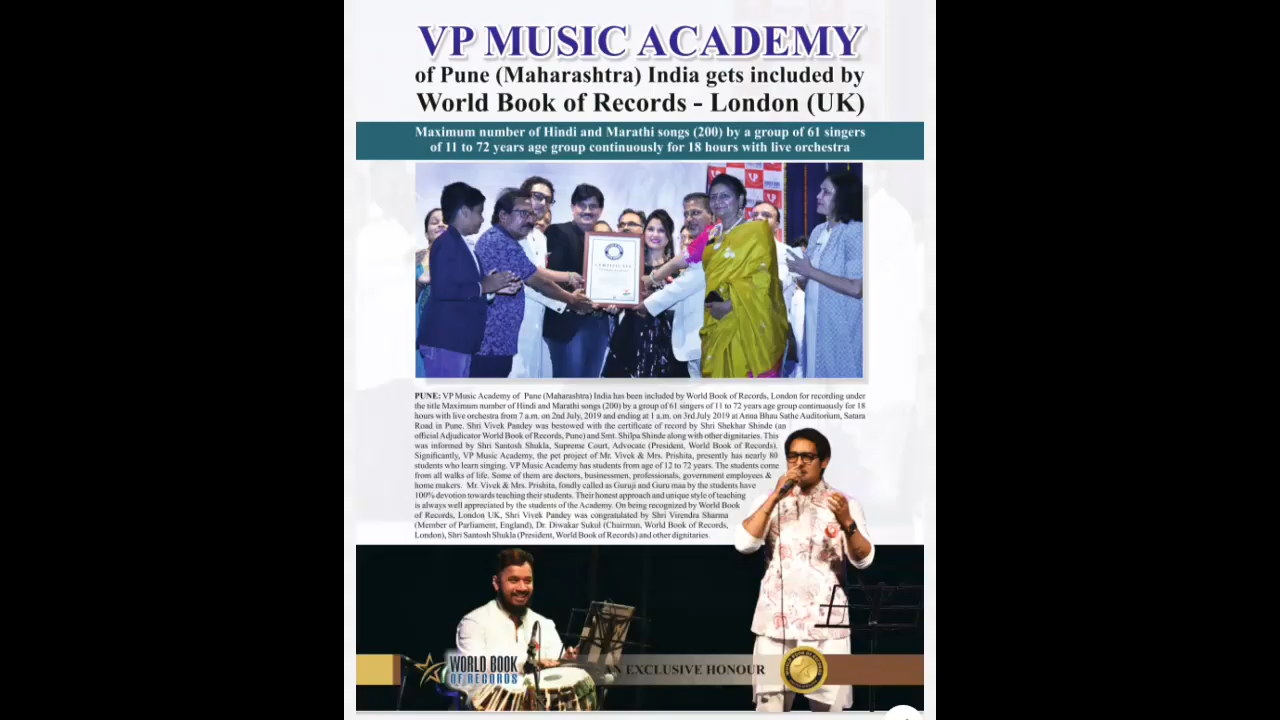 VP MUSIC ACADEMY
of Pune (Maharashtra) India gets included by
World Book of Records - London (UK)
Maximum number of Hindi and Marathi songs (200) by a group of 61 singers
of 11 to 72 years age group continuously for 18 hours with live orchestra
VP
PUNE: VP Music Academy of Pune (Maharashtra) India has been included by World Book of Records, London for recording under
the title Maximum number of Hindi and Marathi songs (200) by a group of 61 singers of 11 to 72 years age group continuously for 18
hours with live orchestra from 7 a.m. on 2nd July, 2019 and ending at 1 a.m. on 3rd July 2019 at Anna Bhau Sathe Auditorium, Satara
Road in Pune. Shri Vivek Pandey was bestowed with the certificate of record by Shri Shekhar Shinde (an
official Adjudicator World Book of Records, Pune) and Smt. Shilpa Shinde along with other dignitaries. This
was informed by Shri Santosh Shukla, Supreme Court, Advocate (President, World Book of Records).
Significantly, VP Music Academy, the pet project of Mr. Vivek & Mrs. Prishita, presently has nearly 80
students who learn singing. VP Music Academy has students from age of 12 to 72 years. The students come
from all walks of life. Some of them are doctors, businessmen, professionals, government employees &
home makers. Mr. Vivek & Mrs. Prishita, fondly called as Guruji and Guru maa by the students have
100% devotion towards teaching their students. Their honest approach and unique style of teaching
is always well appreciated by the students of the Academy. On being recognized by World Book
of Records, London UK, Shri Vivek Pandey was congratulated by Shri Virendra Sharma
(Member of Parliament, England), Dr. Diwakar Sukul (Chairman, World Book of Records,
London), Shri Santosh Shukla (President, World Book of Records) and other dignitaries.
WORLD BOOK
OF RECORDS
AN EXCLUSIVE HONOUR